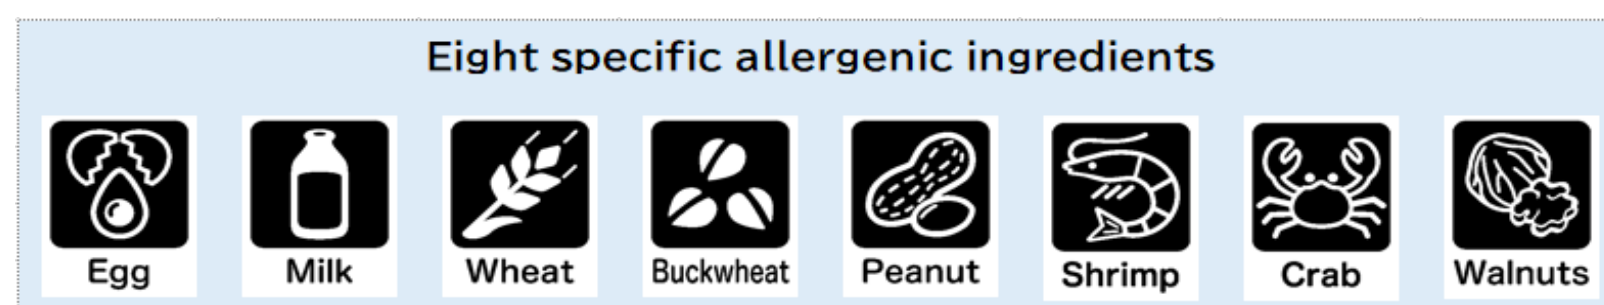 Eight specific allergenic ingredients
Egg Milk Wheat Buckwheat Peanut Shrimp Crab Walnuts